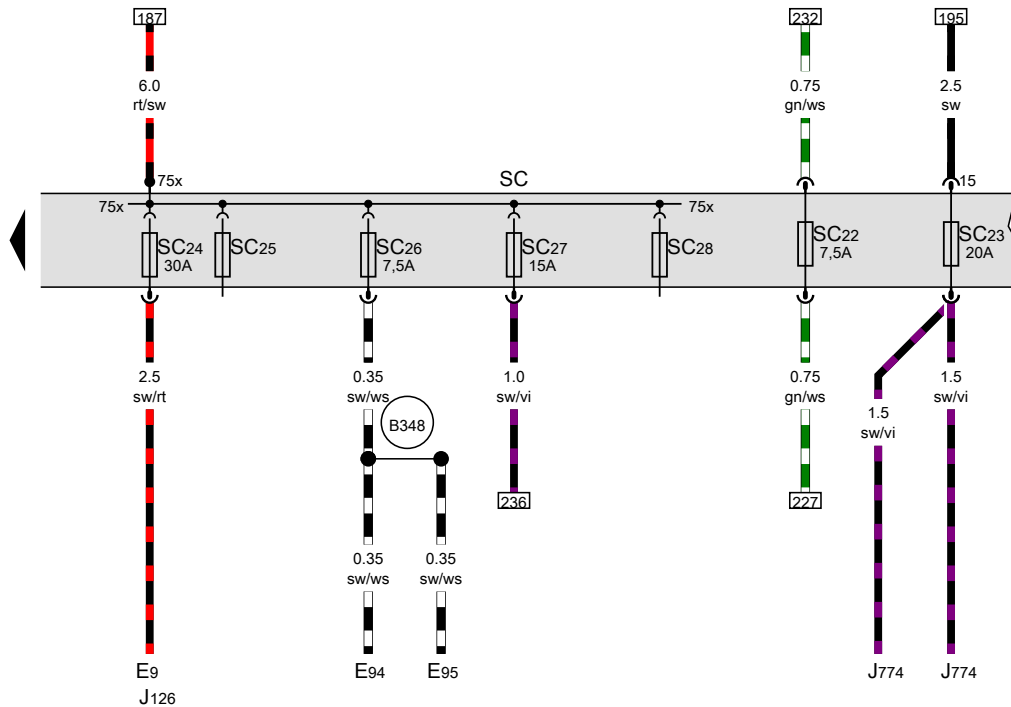 187
232
195
6.0
rt/sw
0.75
gn/ws
2.5
sw
75x
SC
15
75x
75x
SC24
30A
SC25
SC26
7,5A
SC27
15A
SC28
SC22
7,5A
SC23
20A
2.5
sw/rt
0.35
sw/ws
1.0
sw/vi
0.75
gn/ws
1.5
sw/vi
1.5
sw/vi
B348
236
227
0.35
sw/ws
0.35
sw/ws
E9
J126
E94
E95
J774
J774